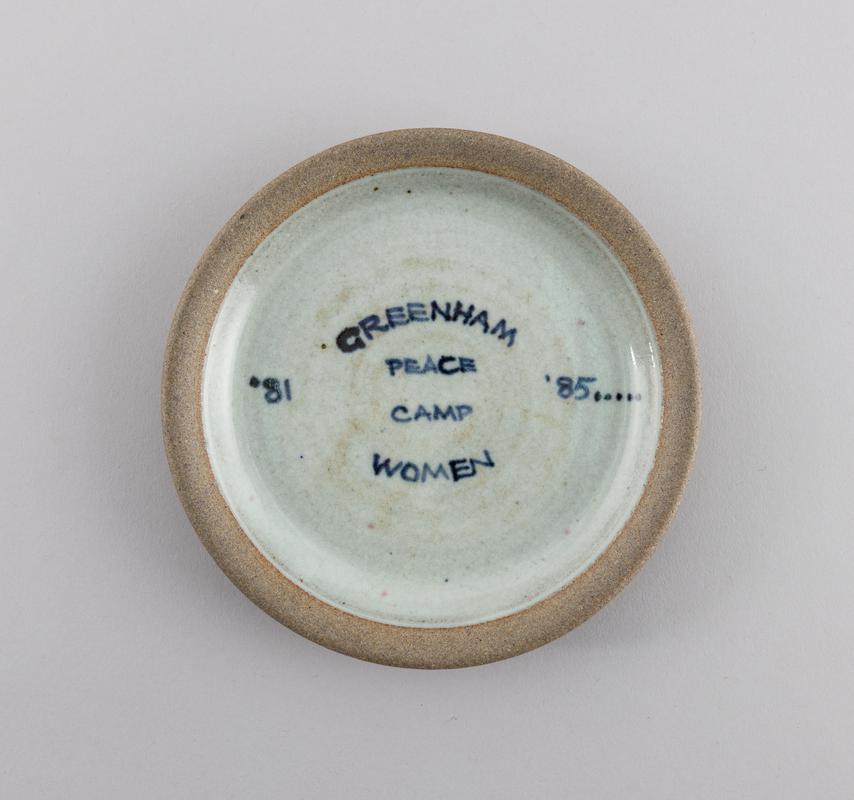 GREENHAM
PEACE
'81 '85.....
CAMP
WOMEN